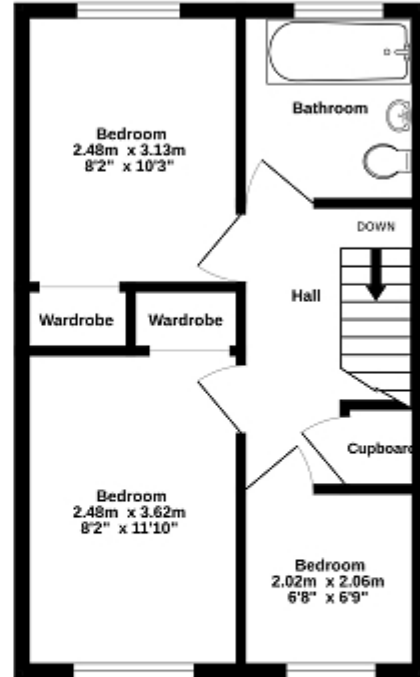 Bathroom
Bedroom
2.48m x 3.13m
8'2" x 10'3"
DOWN
Hall
Wardrobe
Wardrobe
Cupboard
Bedroom
2.48m x 3.62m
8'2" x 11'10"
Bedroom
2.02m x 2.06m
6'8" x 6'9"